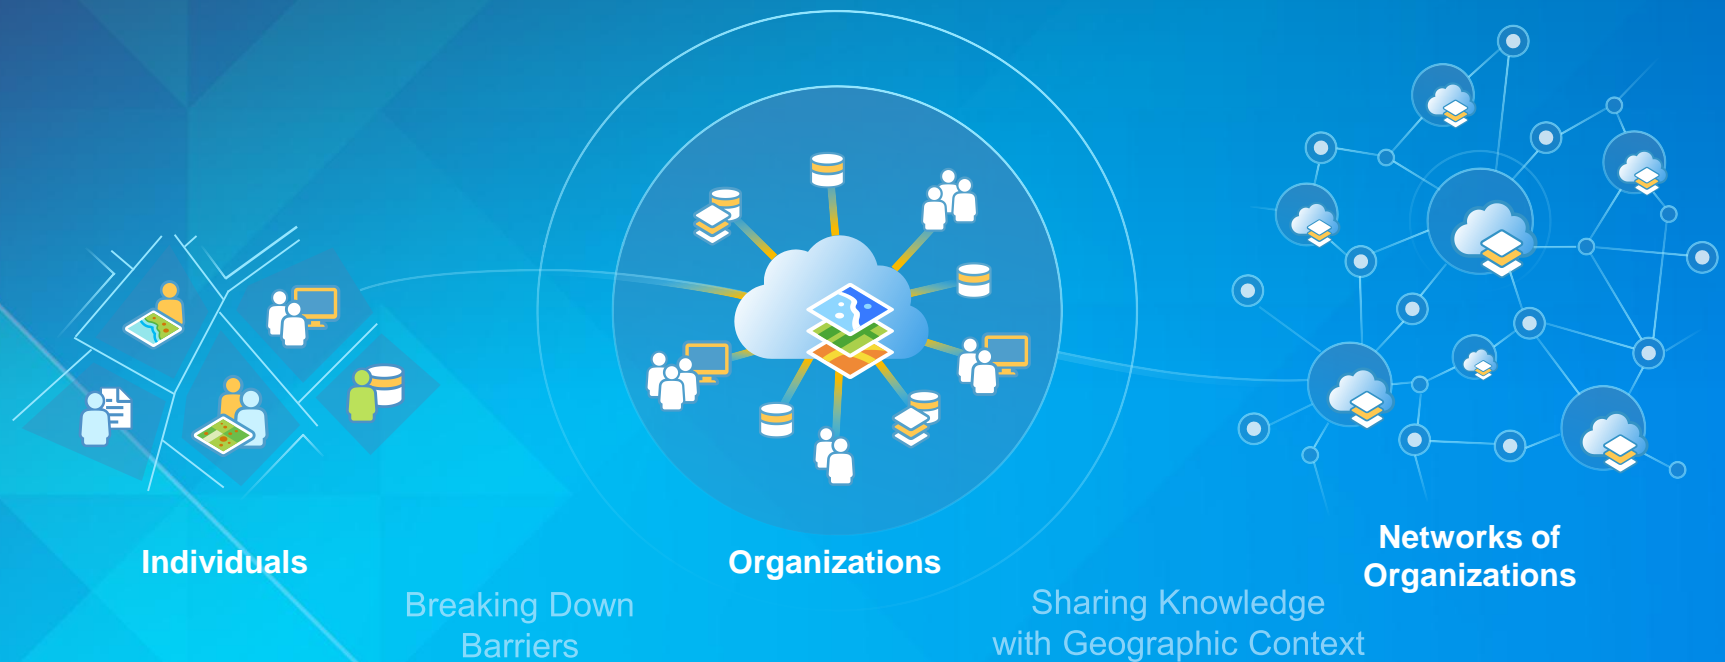 Individuals
Breaking Down
Barriers
Organizations
Sharing Knowledge
with Geographic Context
Networks of
Organizations